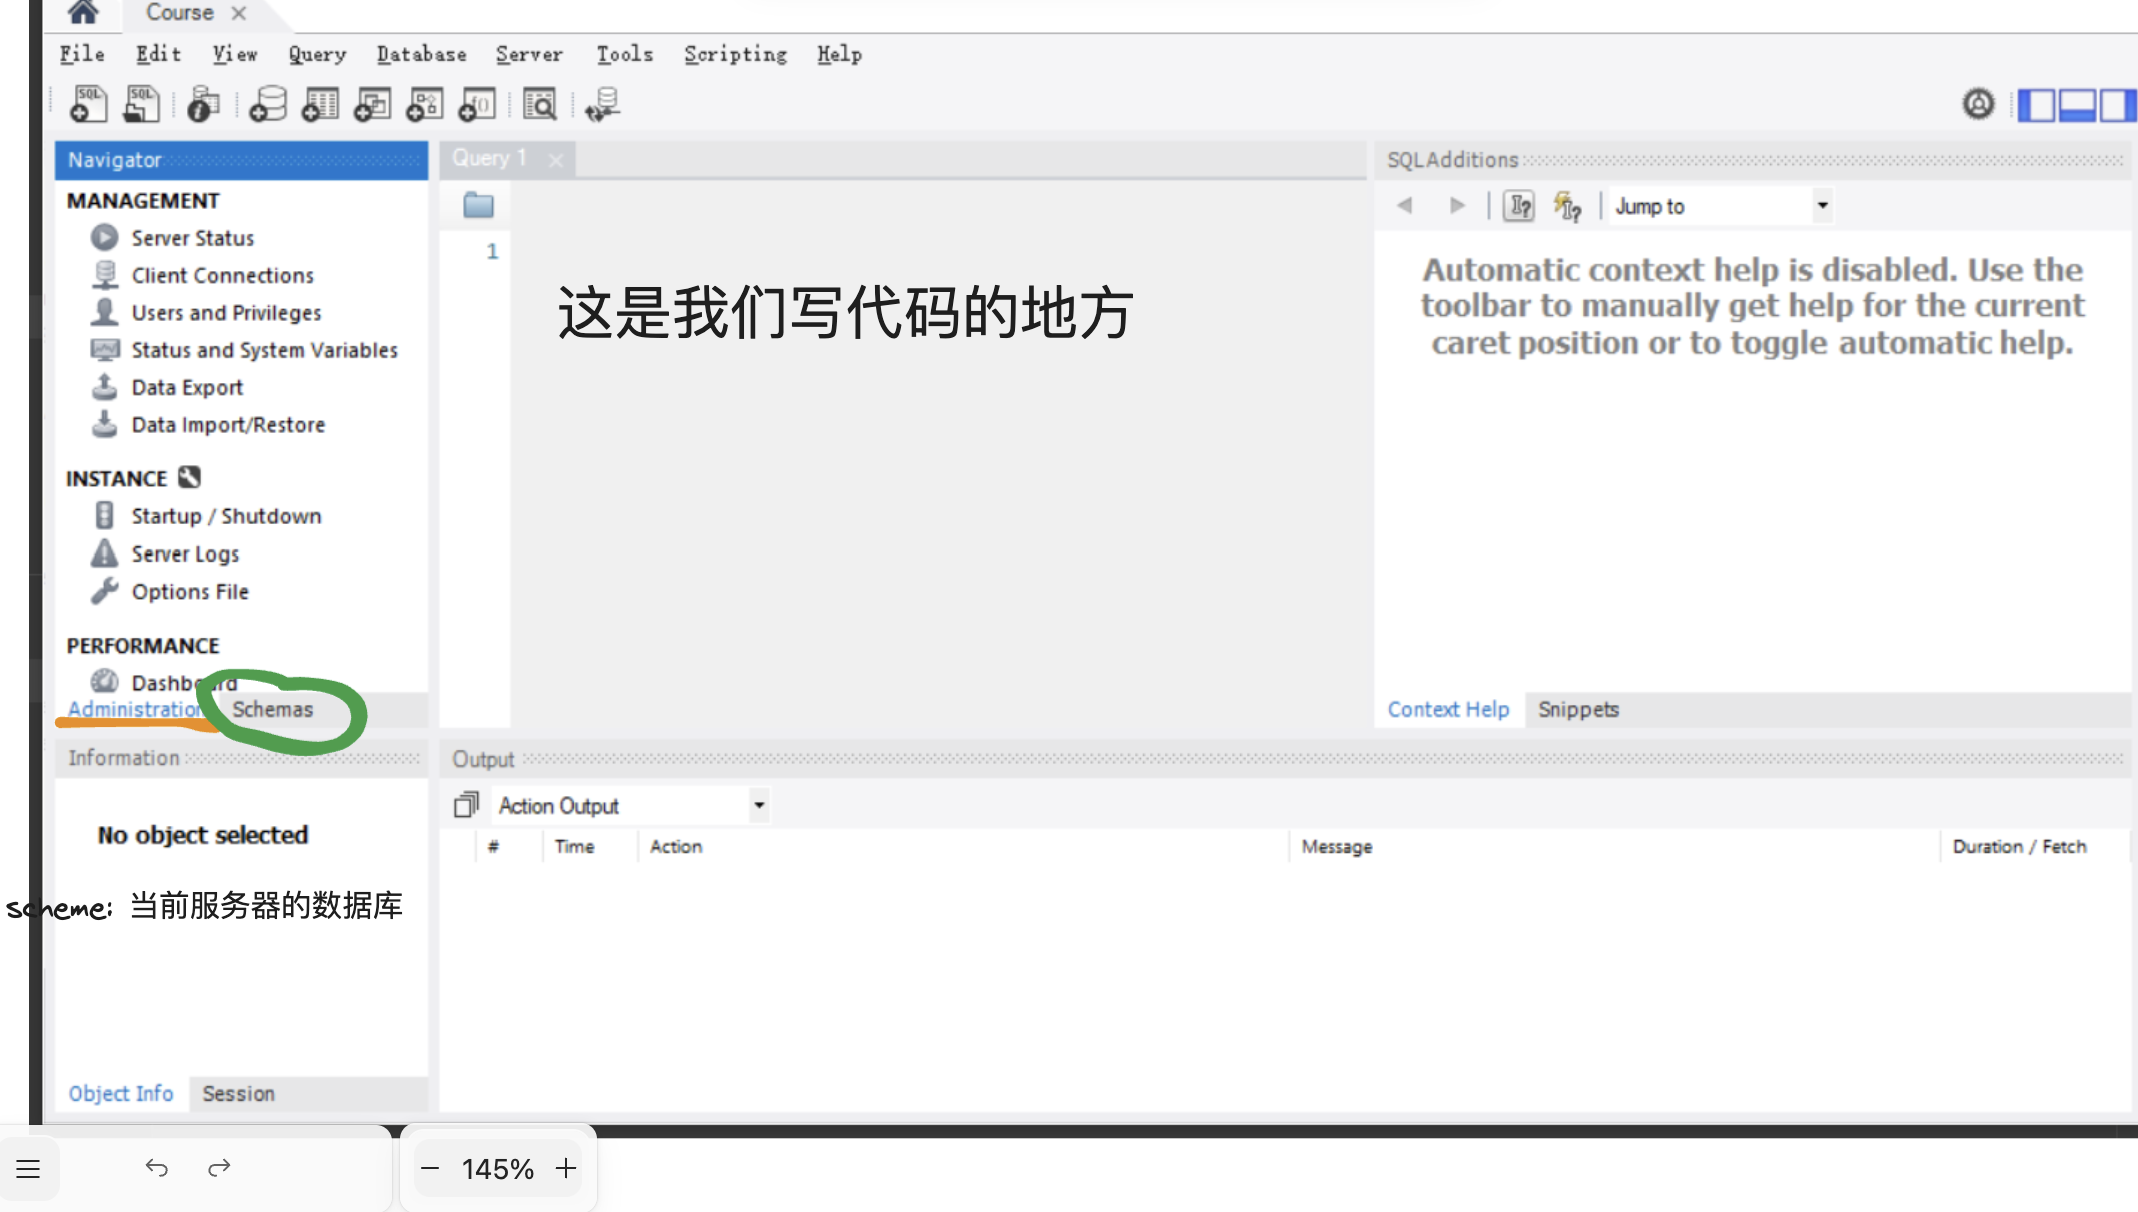 Course
File Edit View Query Database Server Tools Scripting Help
SQL SQL
Navigator
MANAGEMENT
Server Status
Client Connections
Users and Privileges
Status and System Variables
Data Export
Data Import/Restore
INSTANCE
Startup / Shutdown
Server Logs
Options File
PERFORMANCE
Dashboard
Administration Schemas
Query 1
1
这是我们写代码的地方
SQLAdditions
Jump to
Automatic context help is disabled. Use the
toolbar to manually get help for the current
caret position or to toggle automatic help.
Context Help Snippets
Information
No object selected
scheme: 当前服务器的数据库
Object Info Session
Output
Action Output
# Time Action Message Duration / Fetch
145%